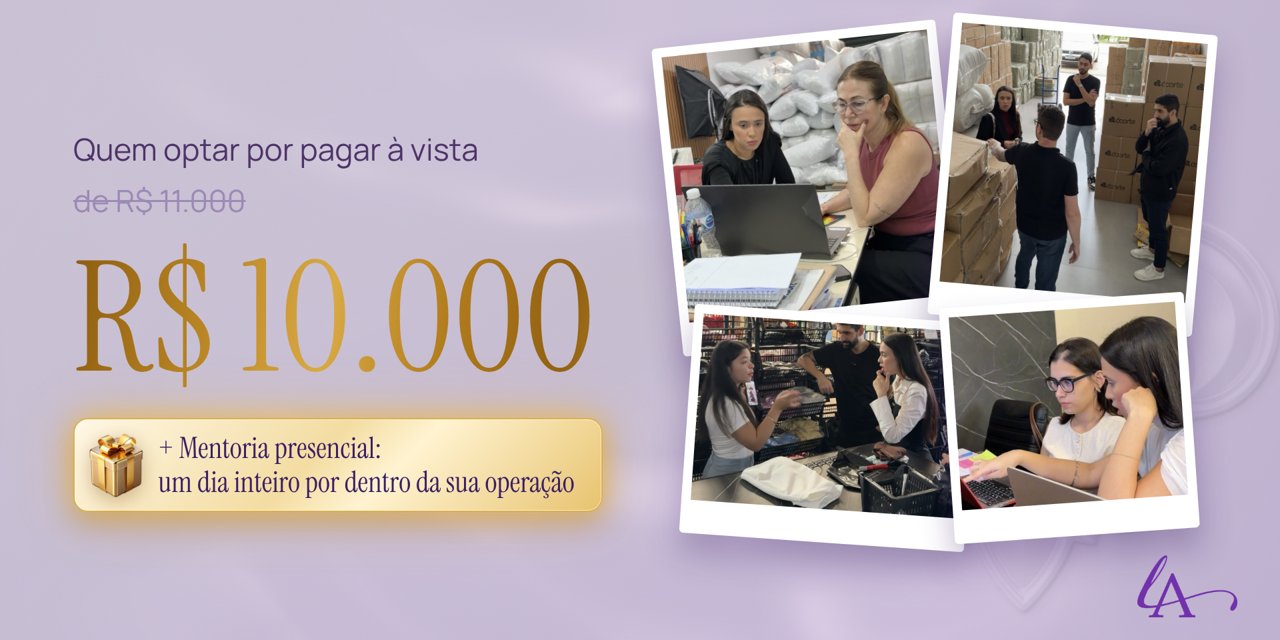 Quem optar por pagar à vista
de R$ 11.000
R$ 10.000
+ Mentoria presencial:
um dia inteiro por dentro da sua operação
LA